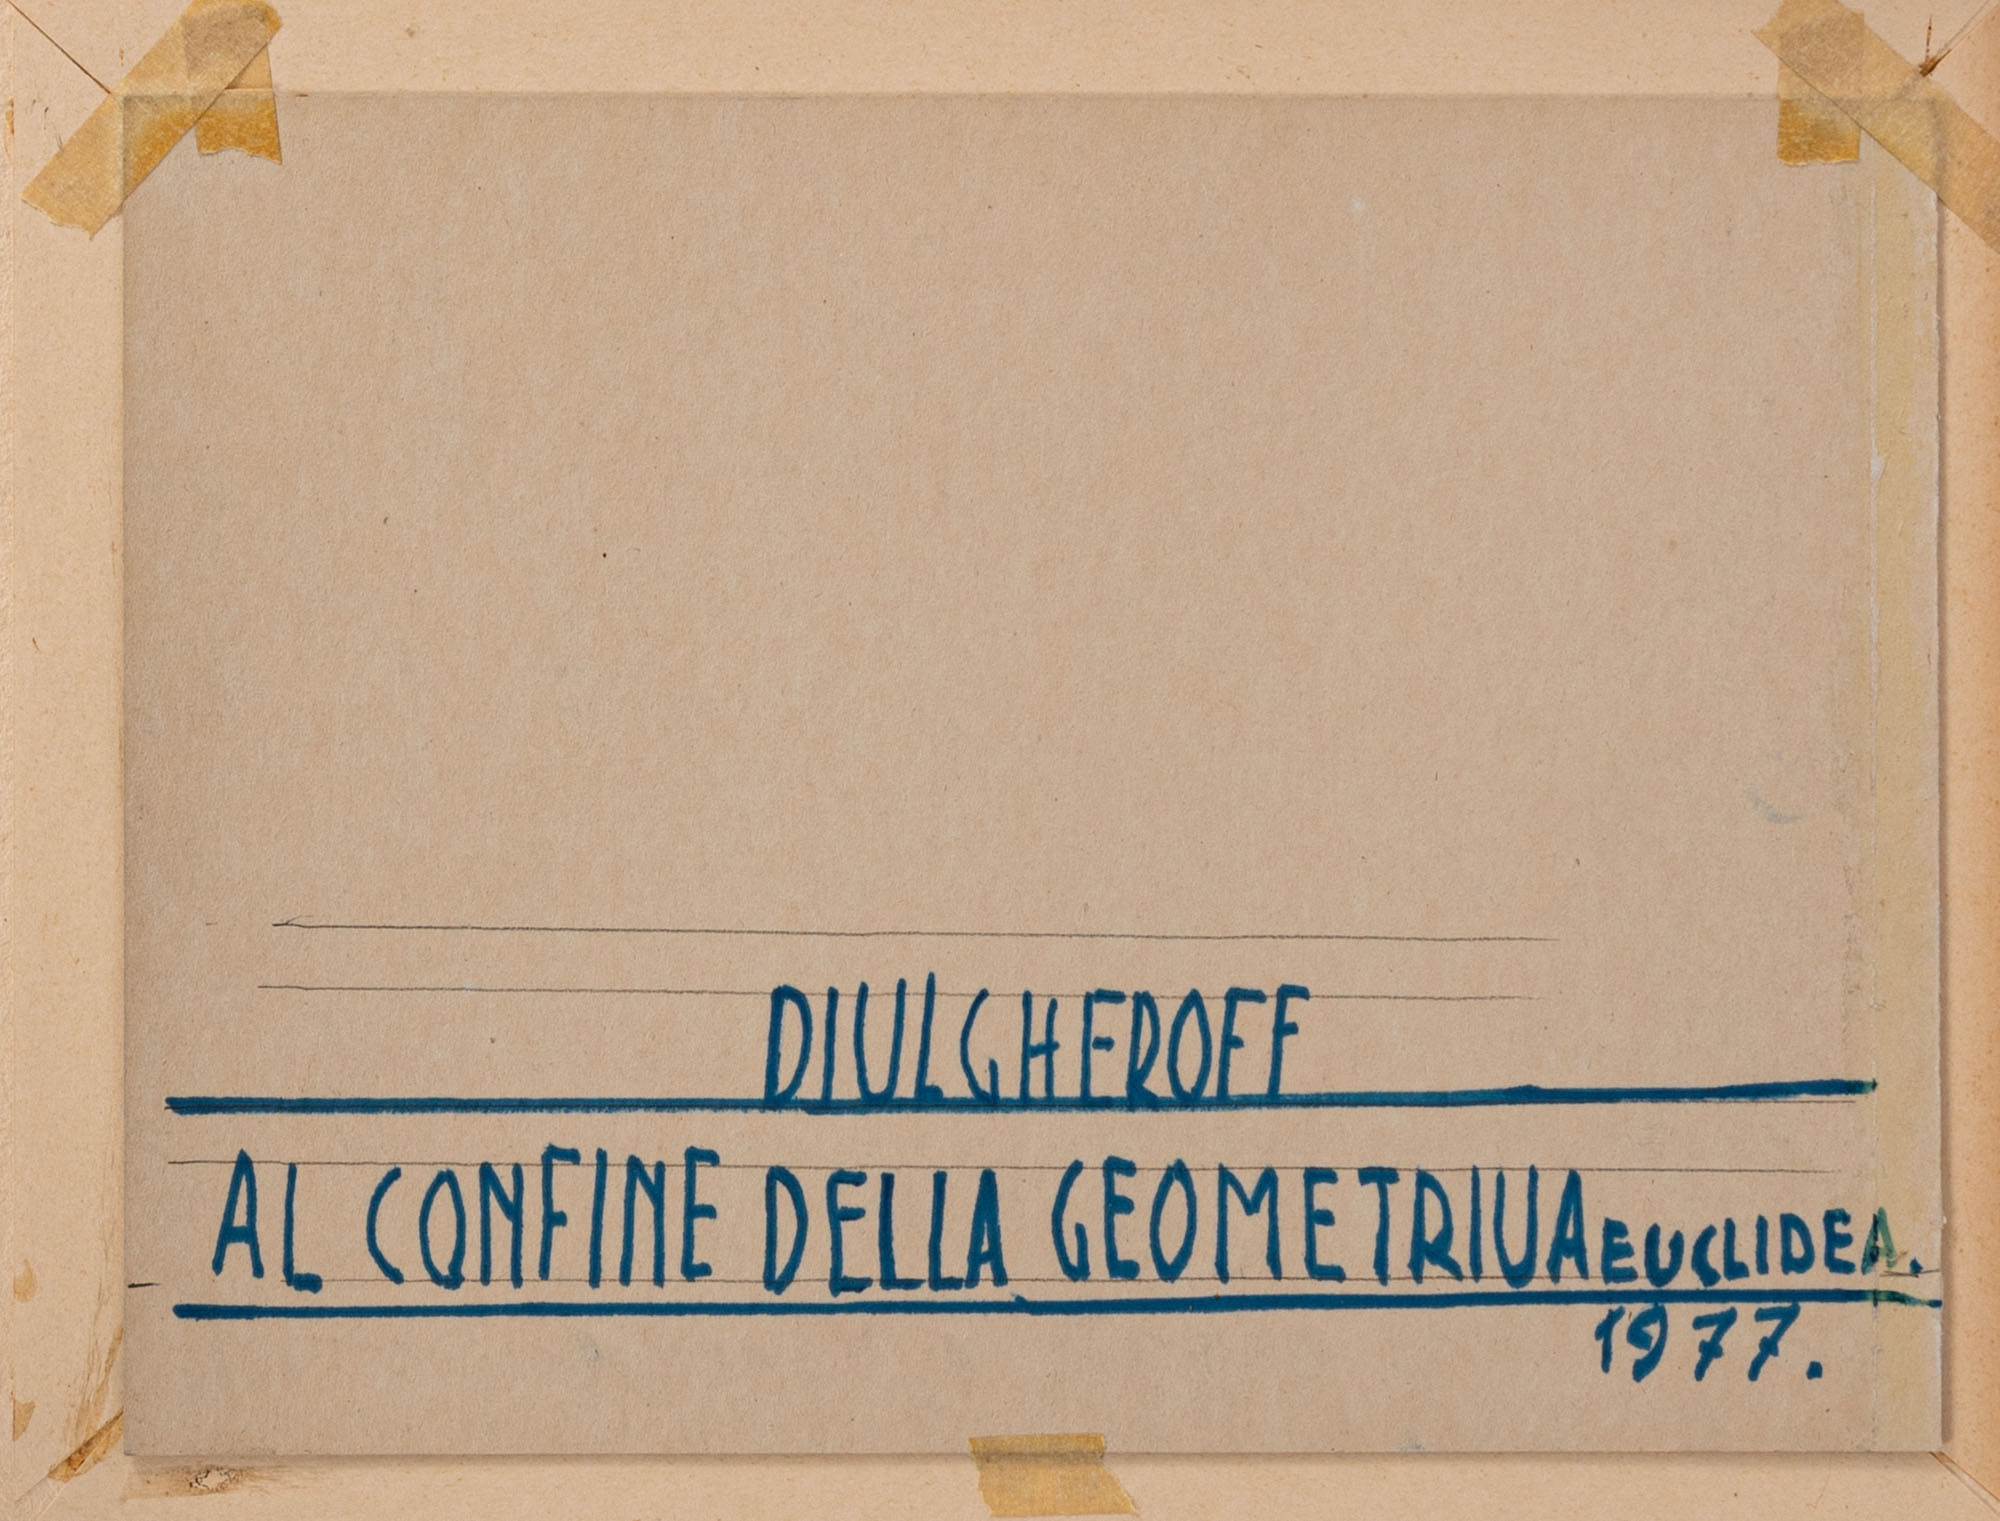 DIULGHEROFF
AL CONFINE DELLA GEOMETRIUA EUCLIDEA.
1977.